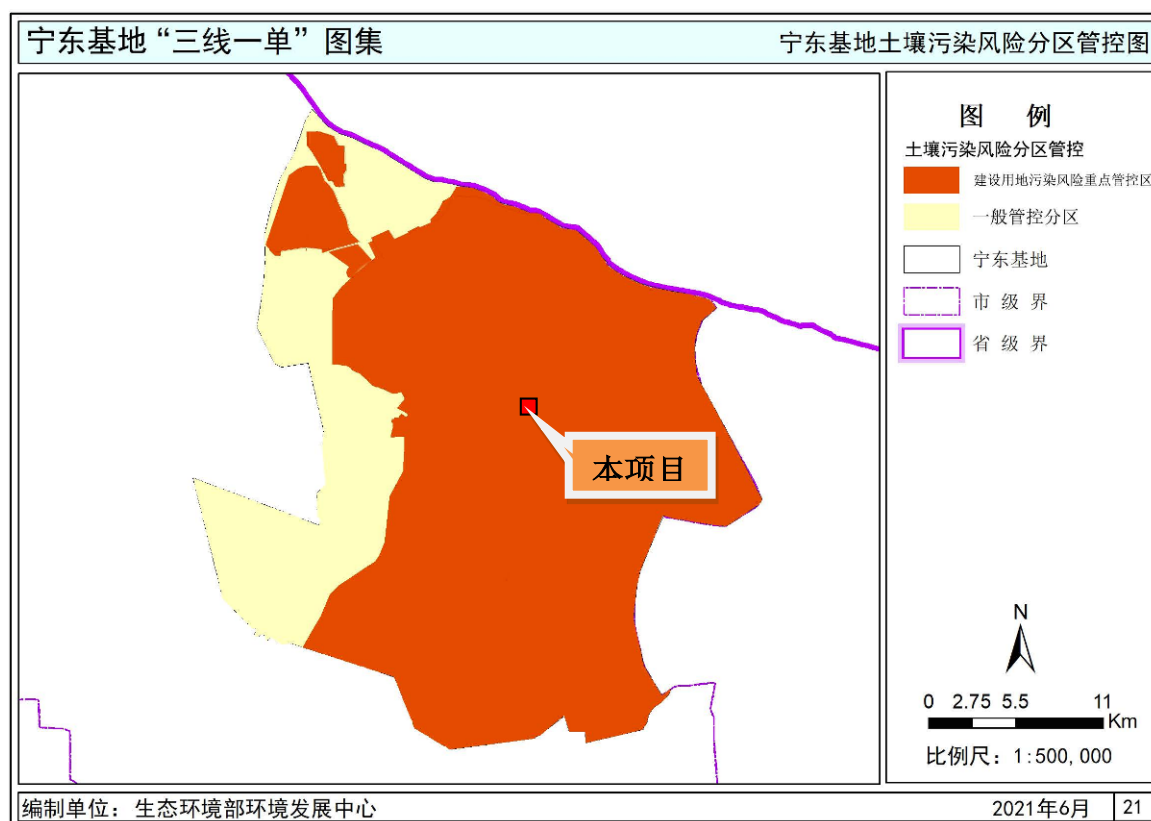 宁东基地“三线一单”图集
宁东基地土壤污染风险分区管控图
图 例
土壤污染风险分区管控
建设用地污染风险重点管控区
一般管控分区
宁东基地
市 级 界
省 级 界
本项目
N
0 2.75 5.5 11
Km
比例尺：1:500,000
编制单位：生态环境部环境发展中心
2021年6月
21